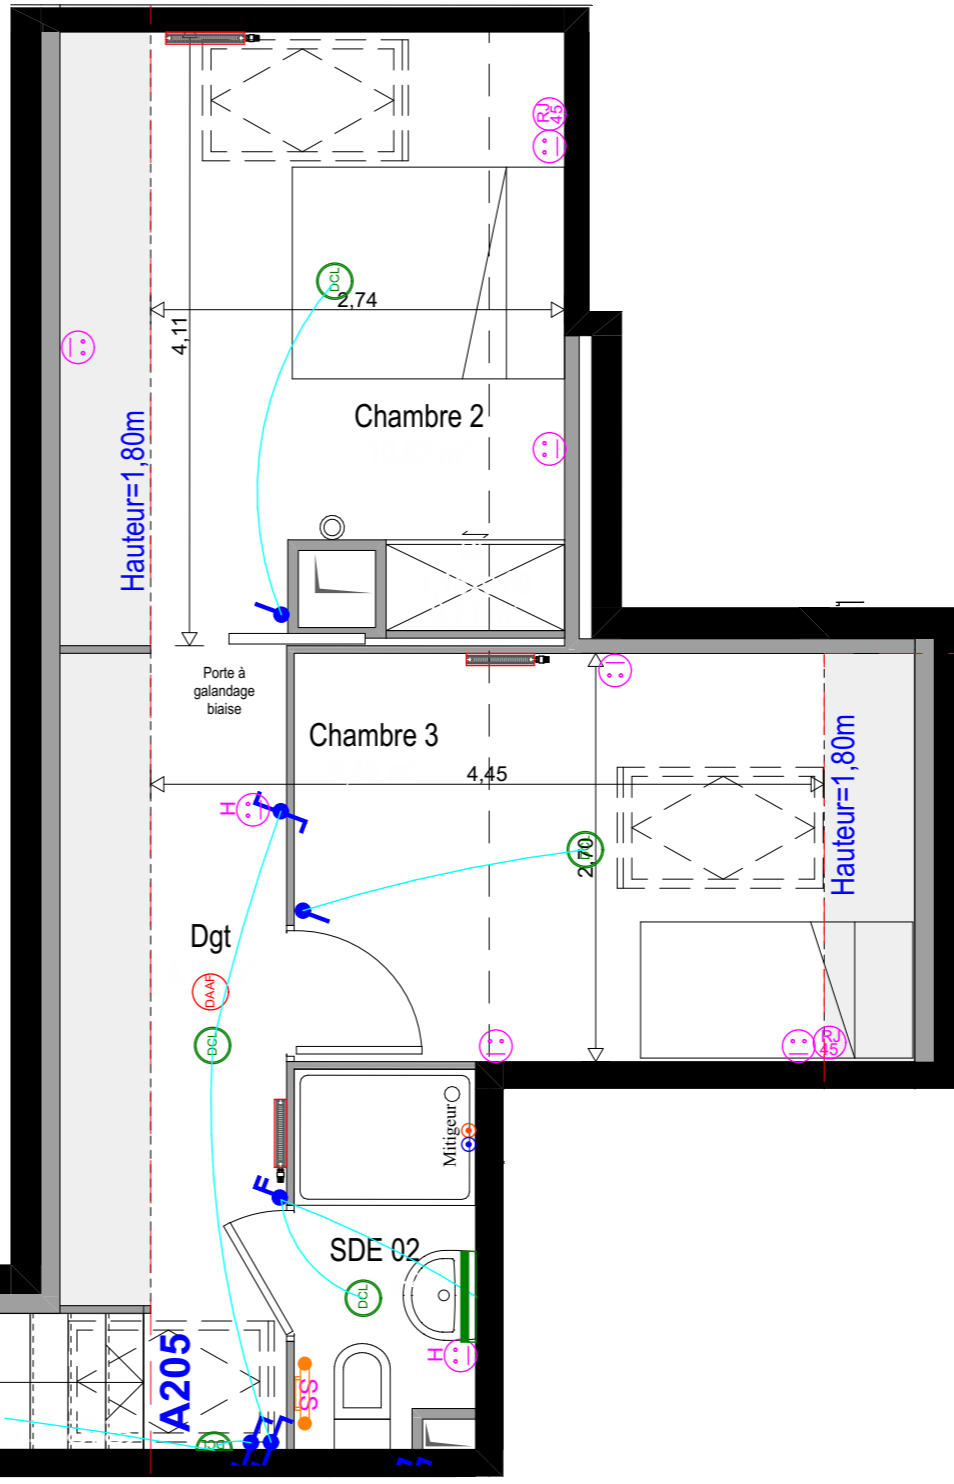 RJ
45
DCL
2,74
4,11
Chambre 2
Hauteur=1,80m
Porte à
galandage
biaise
Chambre 3
4,45
H
Hauteur=1,80m
2,70
Dgt
DAAF
DCL
RJ
45
Mitigeur
SDE 02
DCL
H
A205
SS
DCL